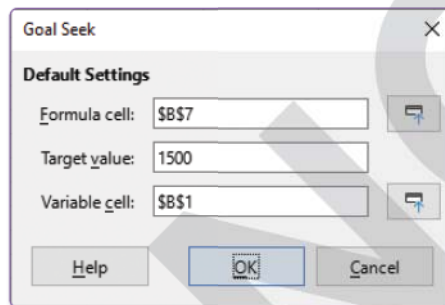 Goal Seek
Default Settings
Formula cell: $B$7
Target value: 1500
Variable cell: $B$1
Help OK Cancel